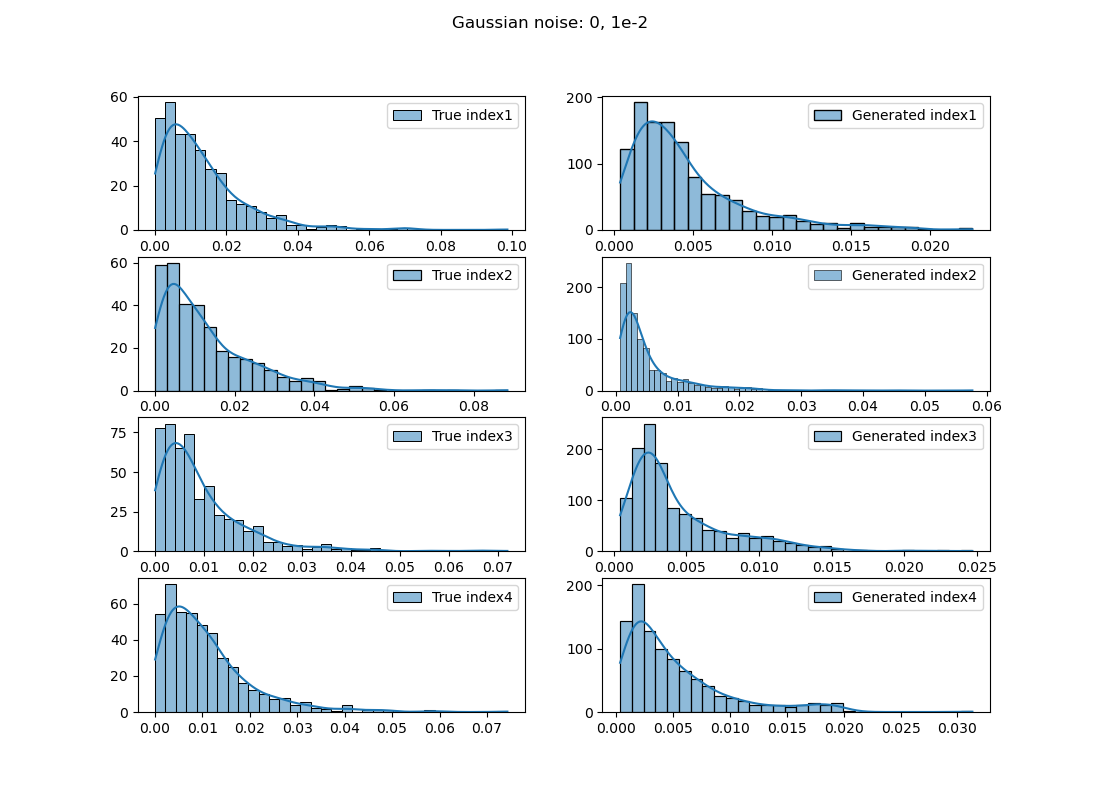 Gaussian noise: 0, 1e-2
60
40
20
0
True index1
0.00 0.02 0.04 0.06 0.08 0.10
200
100
0
Generated index1
0.000 0.005 0.010 0.015 0.020
60
40
20
0
True index2
0.00 0.02 0.04 0.06 0.08
200
100
0
Generated index2
0.00 0.01 0.02 0.03 0.04 0.05 0.06
75
50
25
0
True index3
0.00 0.01 0.02 0.03 0.04 0.05 0.06 0.07
200
100
0
Generated index3
0.000 0.005 0.010 0.015 0.020 0.025
60
40
20
0
True index4
0.00 0.01 0.02 0.03 0.04 0.05 0.06 0.07
200
100
0
Generated index4
0.000 0.005 0.010 0.015 0.020 0.025 0.030